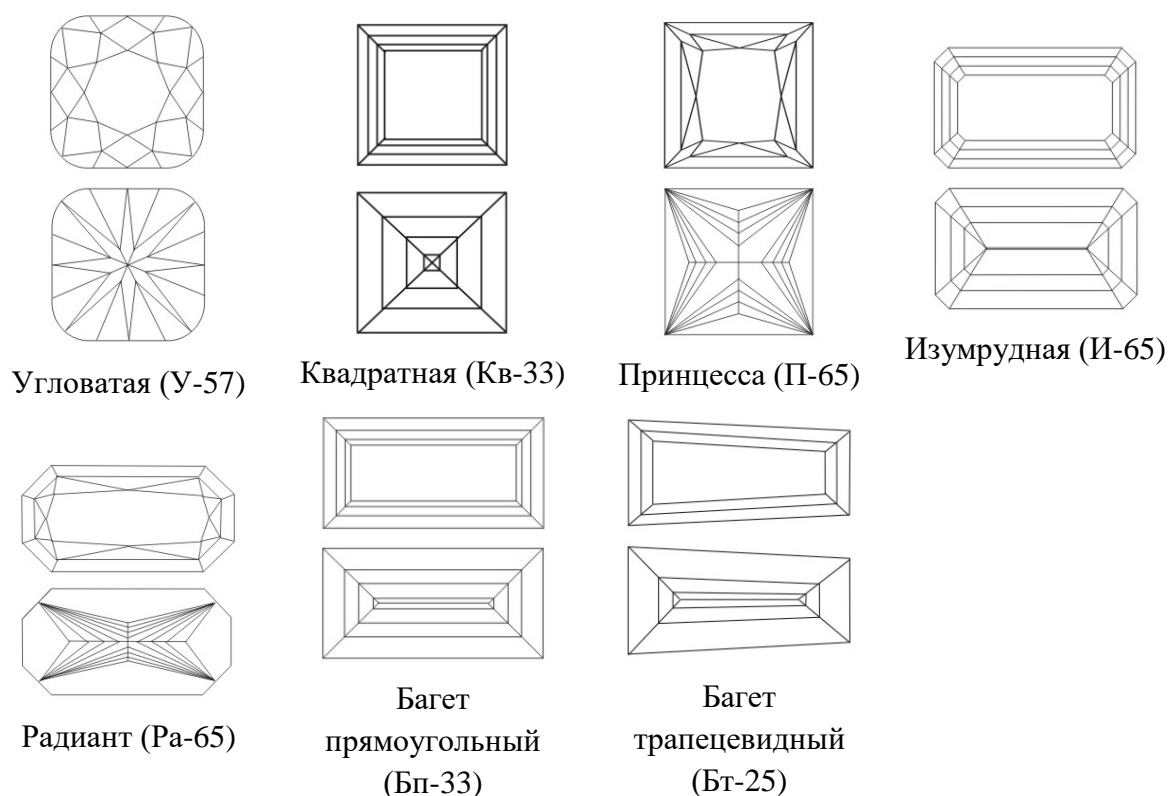 Угловатая (У-57)
Квадратная (Кв-33)
Принцесса (П-65)
Изумрудная (И-65)
Радиант (Ра-65)
Багет
прямоугольный
(Бп-33)
Багет
трапецевидный
(Бт-25)